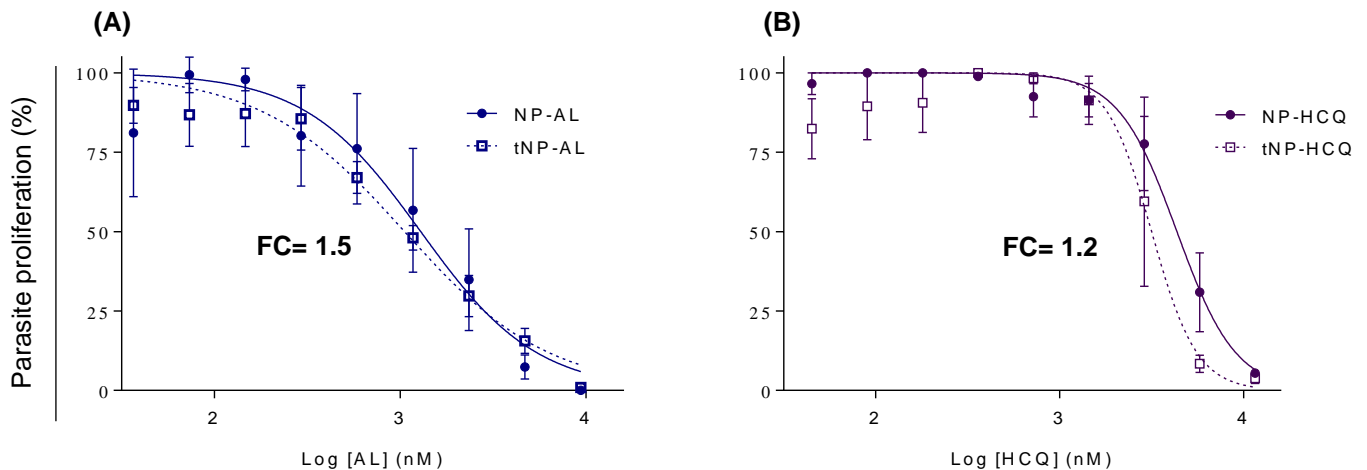 (A)
Parasite proliferation (%)
100
75
50
25
0
2
3
4
Log [AL] (nM)
NP-AL
tNP-AL
FC= 1.5
(B)
100
75
50
25
0
2
3
4
Log [HCQ] (nM)
NP-HCQ
tNP-HCQ
FC= 1.2